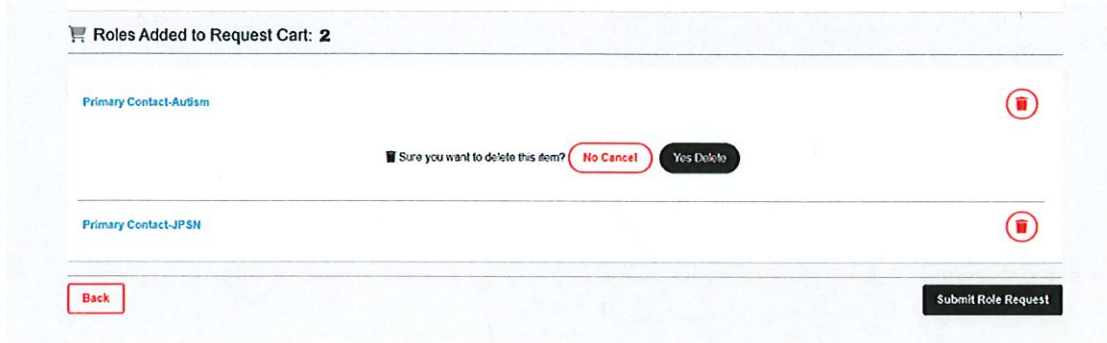 Roles Added to Request Cart: 2
Primary Contact-Autism
Sure you want to delete this item? No Cancel Yes Delete
Primary Contact-JPSN
Back Submit Role Request